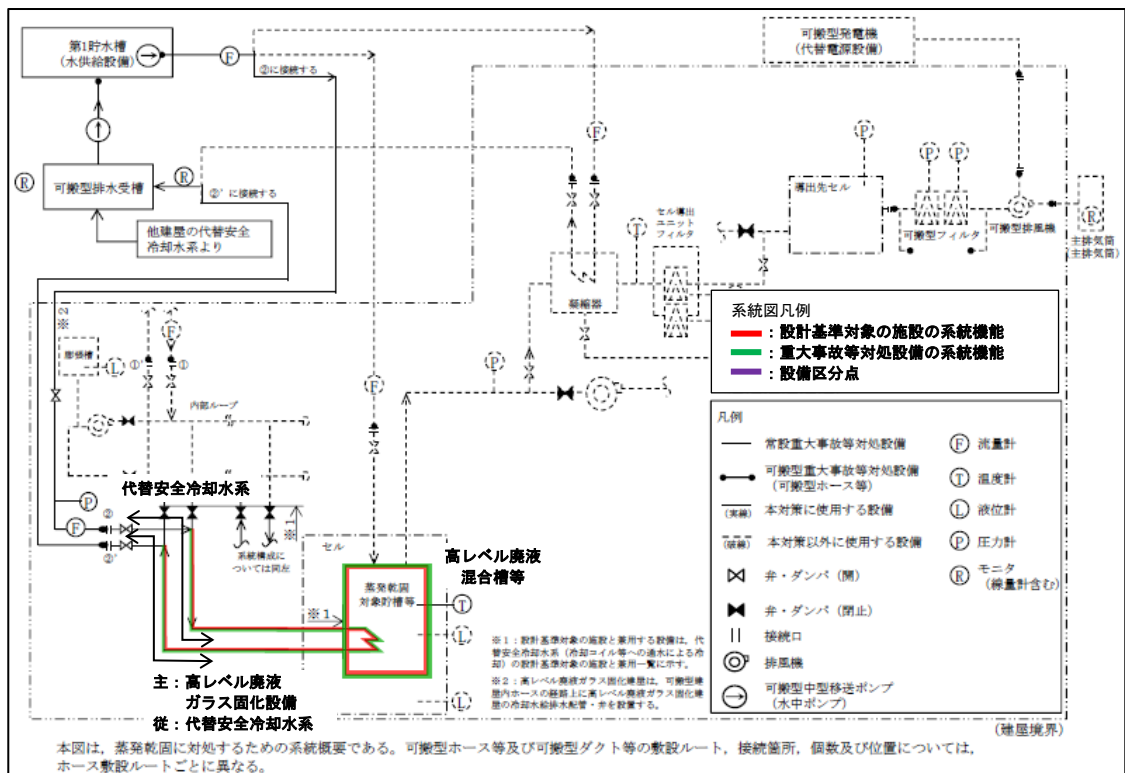 第1貯水槽
(水供給設備)
F
②に接続する
可搬型発電機
(代替電源設備)
R
可搬型排水受槽
R
②'に接続する
他建屋の代替安全
冷却水系より
F
P
P
P
導出先セル
可搬型フィルタ
可搬型排風機
R
主排気筒
(主排気筒)
セル導出
ユニット
フィルタ
T
凝縮器
※2
膨張槽
L
F
①'
①
内部ループ
F
P
系統図凡例
:設計基準対象の施設の系統機能
:重大事故等対処設備の系統機能
:設備区分点
凡例
常設重大事故等対処設備
可搬型重大事故等対処設備
(可搬型ホース等)
(実線)
本対策に使用する設備
(破線)
本対策以外に使用する設備
弁・ダンパ(開)
弁・ダンパ(閉止)
接続口
排風機
可搬型中型移送ポンプ
(水中ポンプ)
F 流量計
T 温度計
L 液位計
P 圧力計
R モニタ
(線量計含む)
代替安全冷却水系
P
②
F
②'
系統構成に
ついては同左
※1
セル
蒸発乾固
対象貯槽等
※1
高レベル廃液
混合槽等
T
L
L
主:高レベル廃液
ガラス固化設備
従:代替安全冷却水系
※1:設計基準対象の施設と兼用する設備は,代
替安全冷却水系(冷却コイル等への通水による冷
却)の設計基準対象の施設と兼用一覧に示す。
※2:高レベル廃液ガラス固化建屋は,可搬型建
屋内ホースの経路上に高レベル廃液ガラス固化建
屋の冷却水給排水配管・弁を設置する。
(建屋境界)
本図は,蒸発乾固に対処するための系統概要である。可搬型ホース等及び可搬型ダクト等の敷設ルート,接続箇所,個数及び位置については,
ホース敷設ルートごとに異なる。